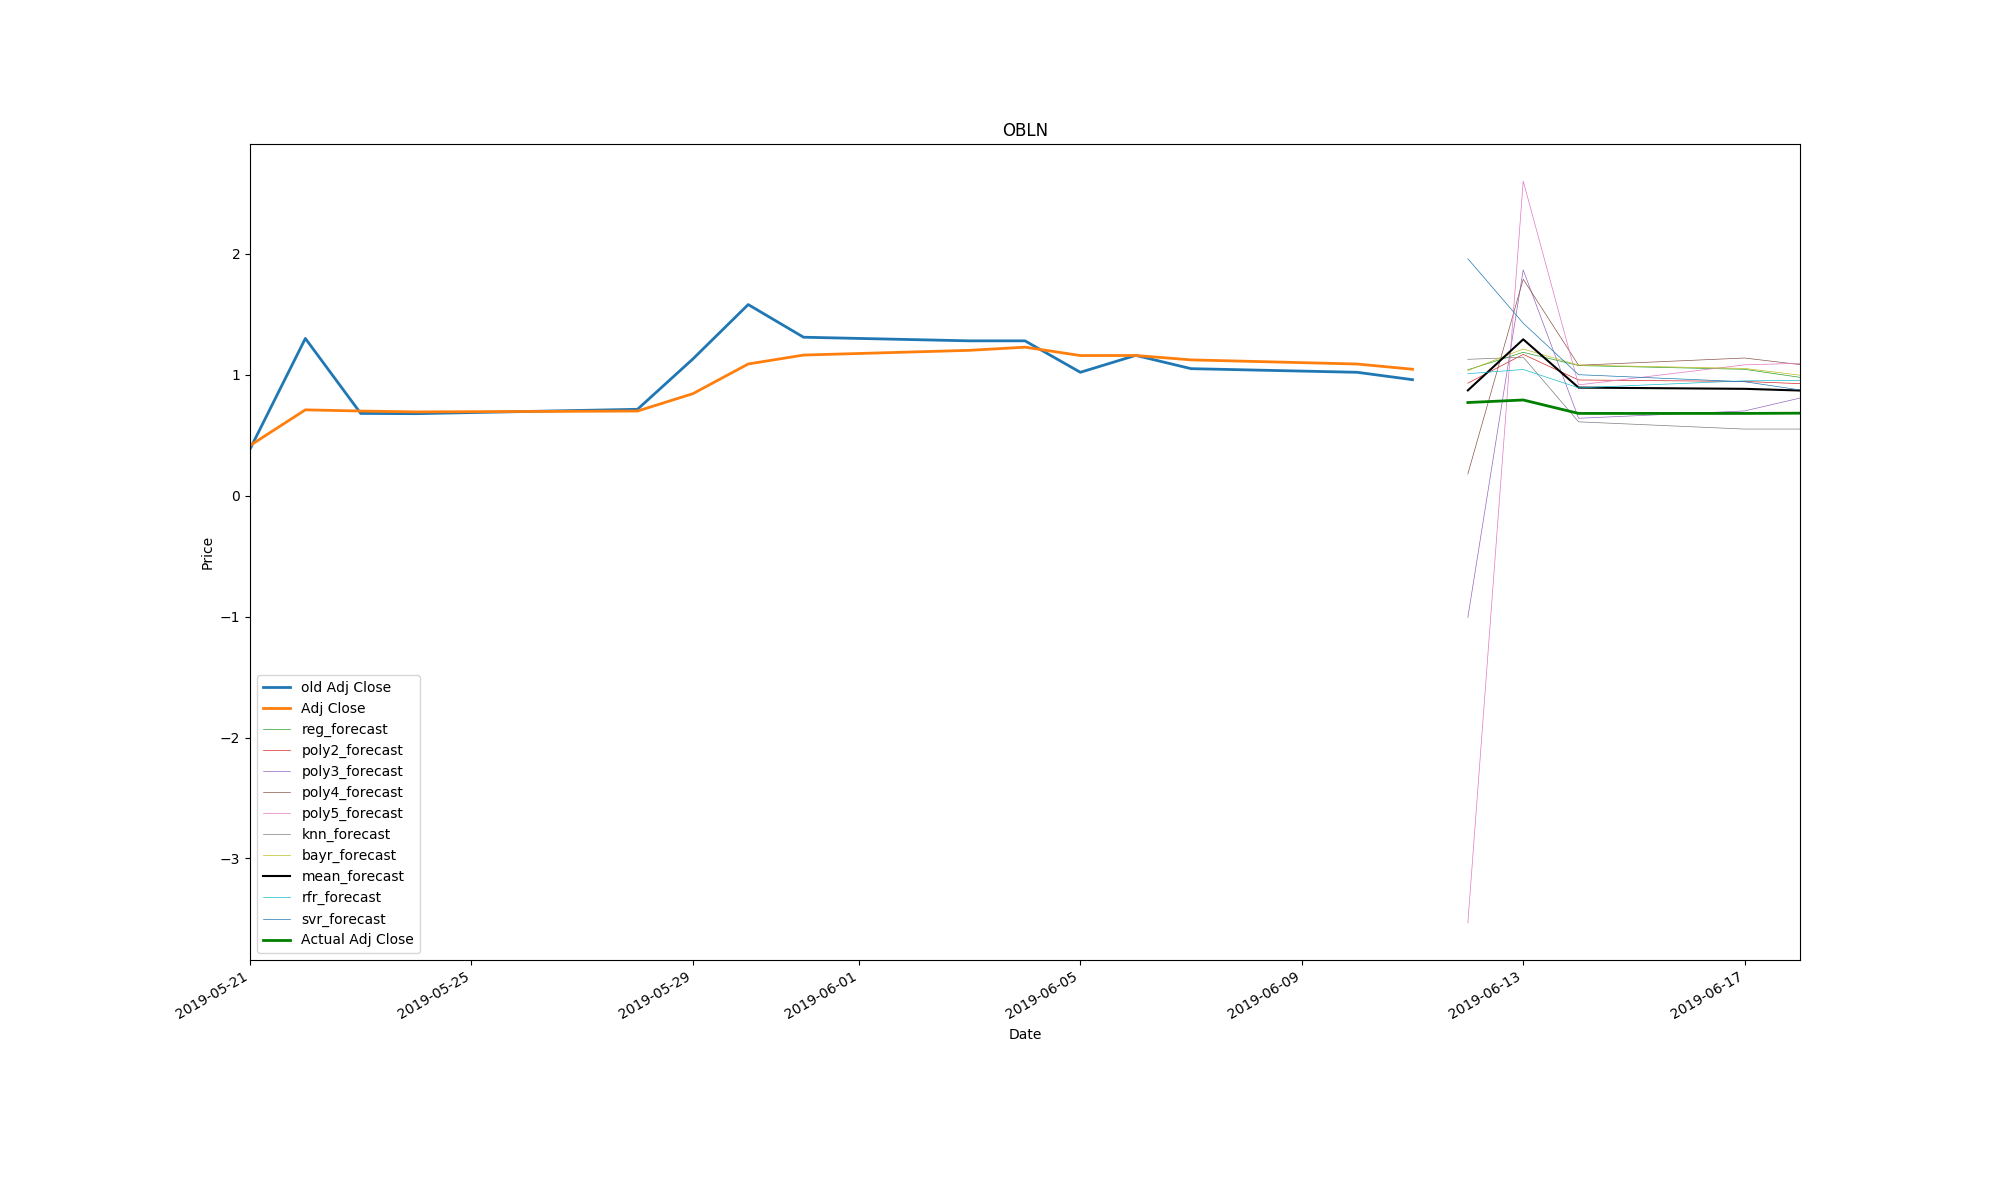 OBLN
2
1
0
−1
−2
−3
Price
old Adj Close
Adj Close
reg_forecast
poly2_forecast
poly3_forecast
poly4_forecast
poly5_forecast
knn_forecast
bayr_forecast
mean_forecast
rfr_forecast
svr_forecast
Actual Adj Close
2019-05-21
2019-05-25
2019-05-29
2019-06-01
2019-06-05
2019-06-09
2019-06-13
2019-06-17
Date